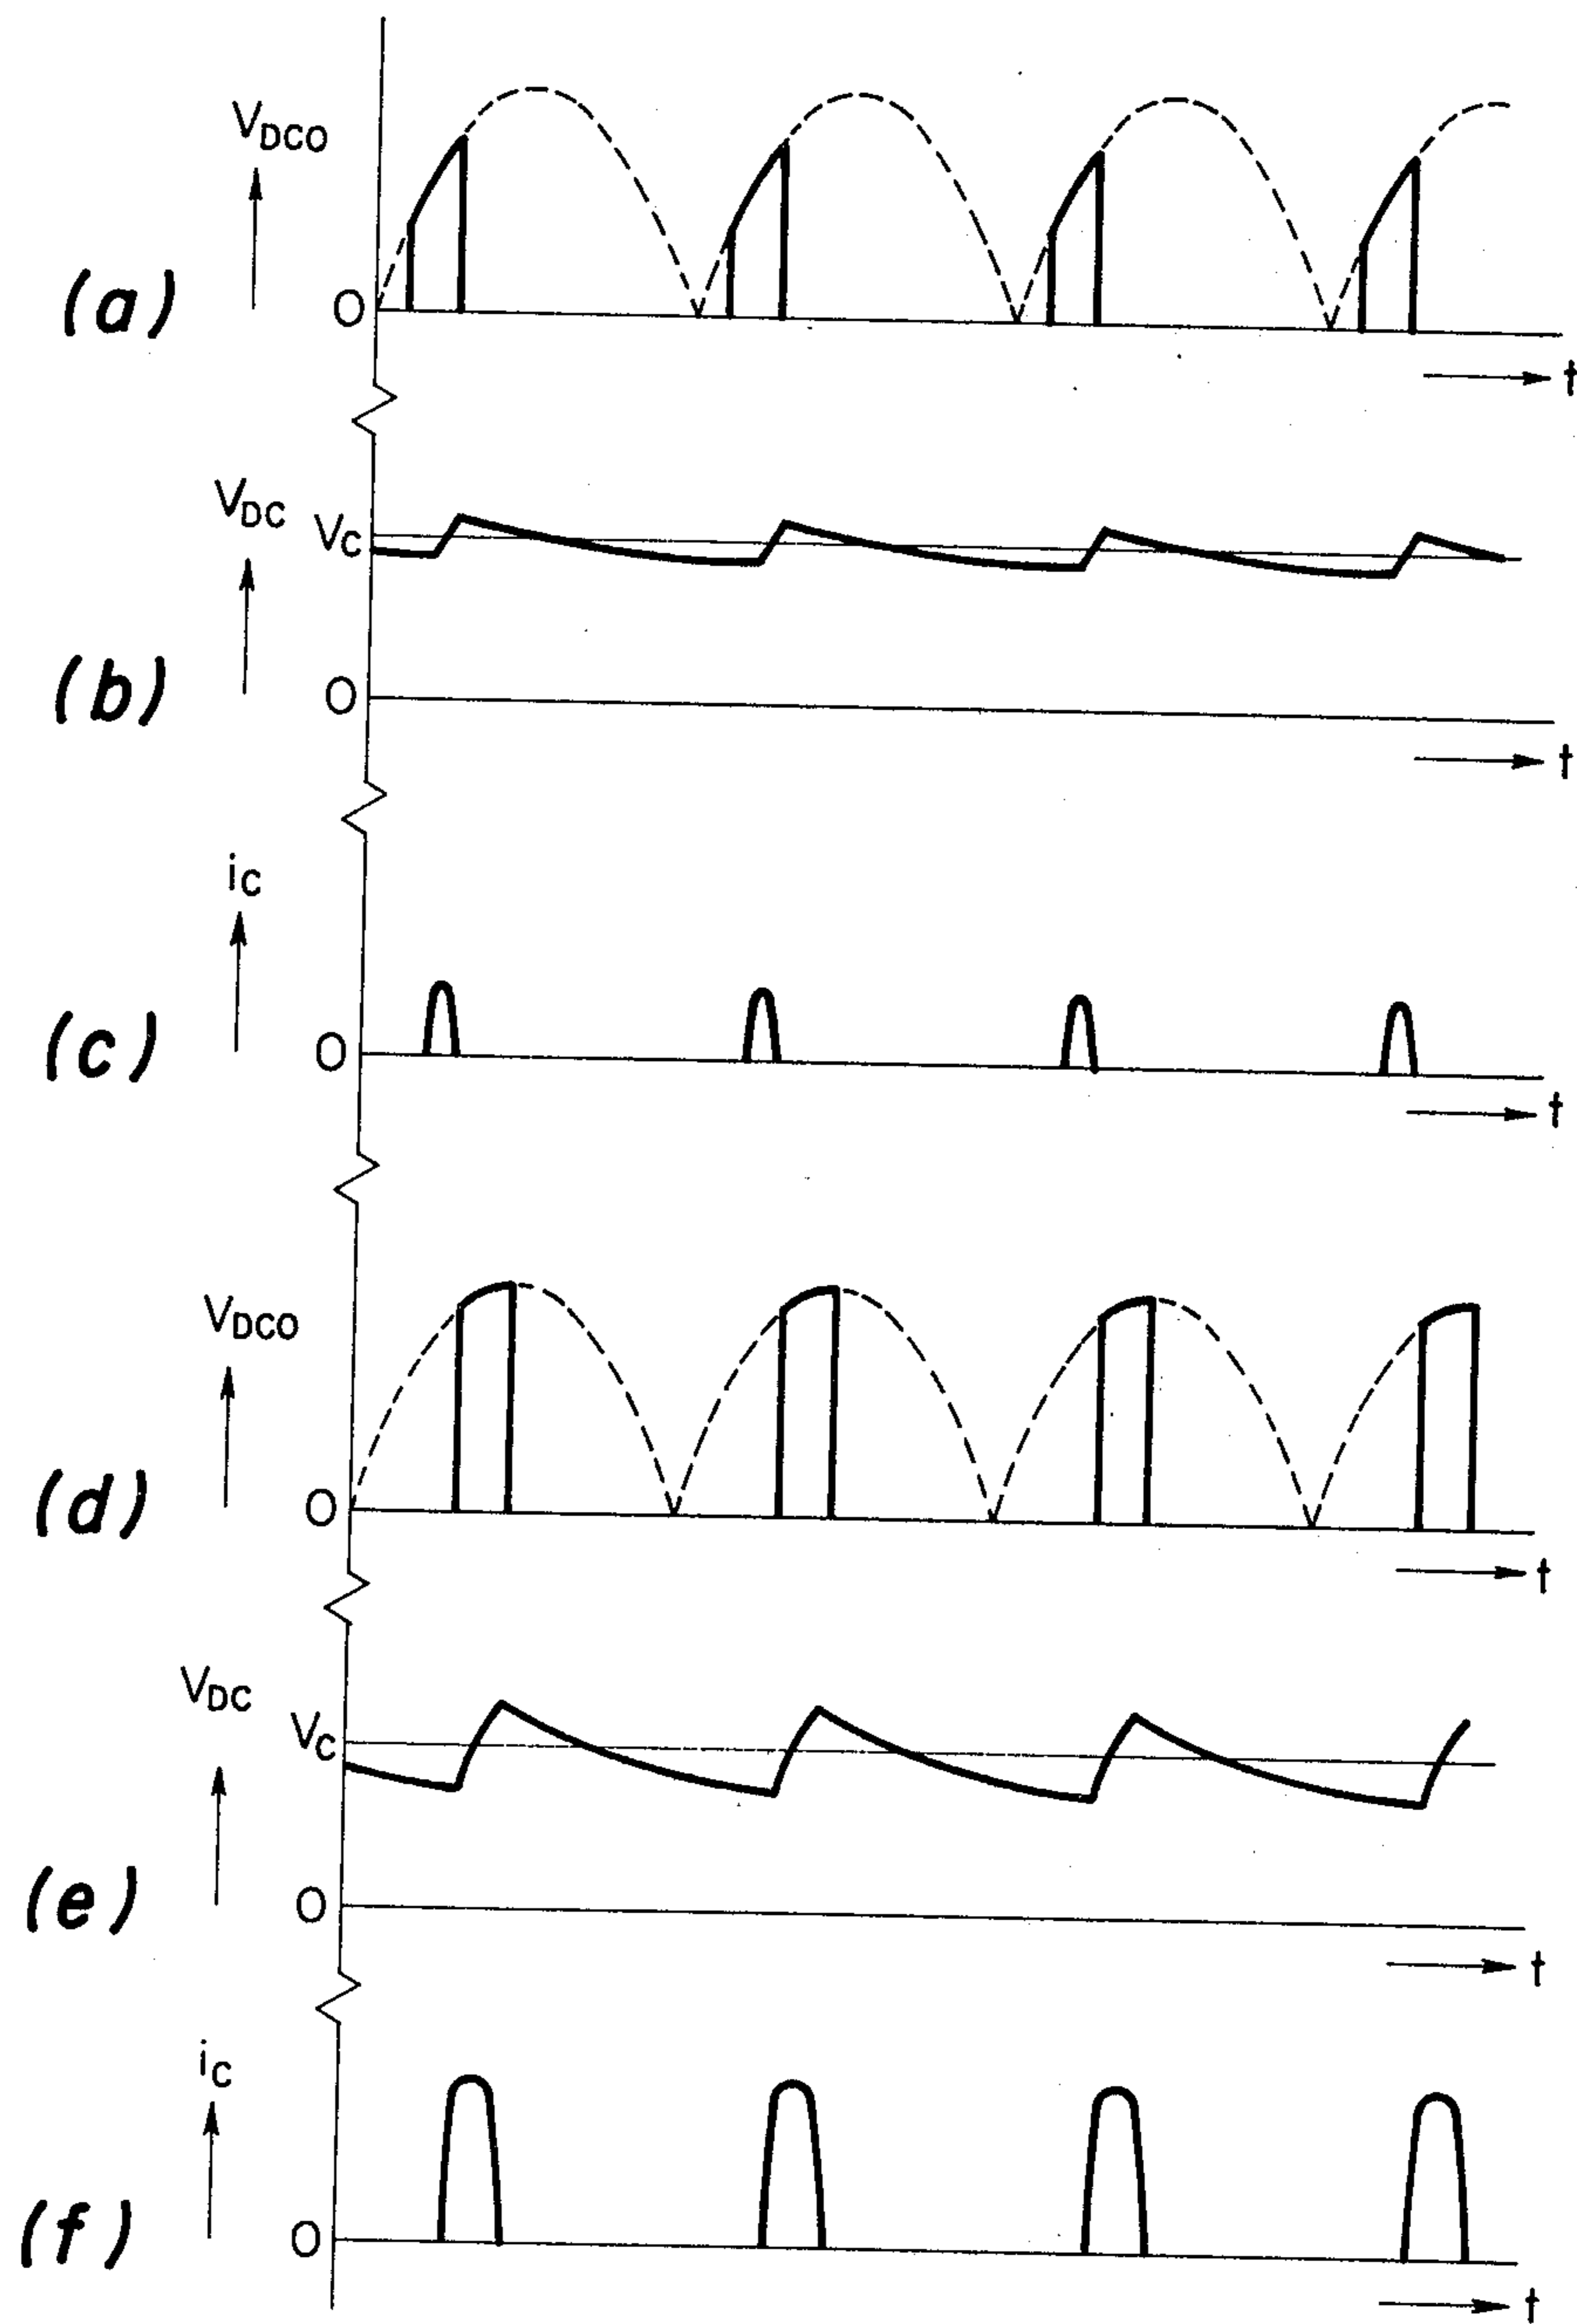 V_DCO
(a)
O
t
V_DC
V_C
(b)
O
t
i_C
(c)
O
t
V_DCO
(d)
O
t
V_DC
V_C
(e)
O
t
i_C
(f)
O
t